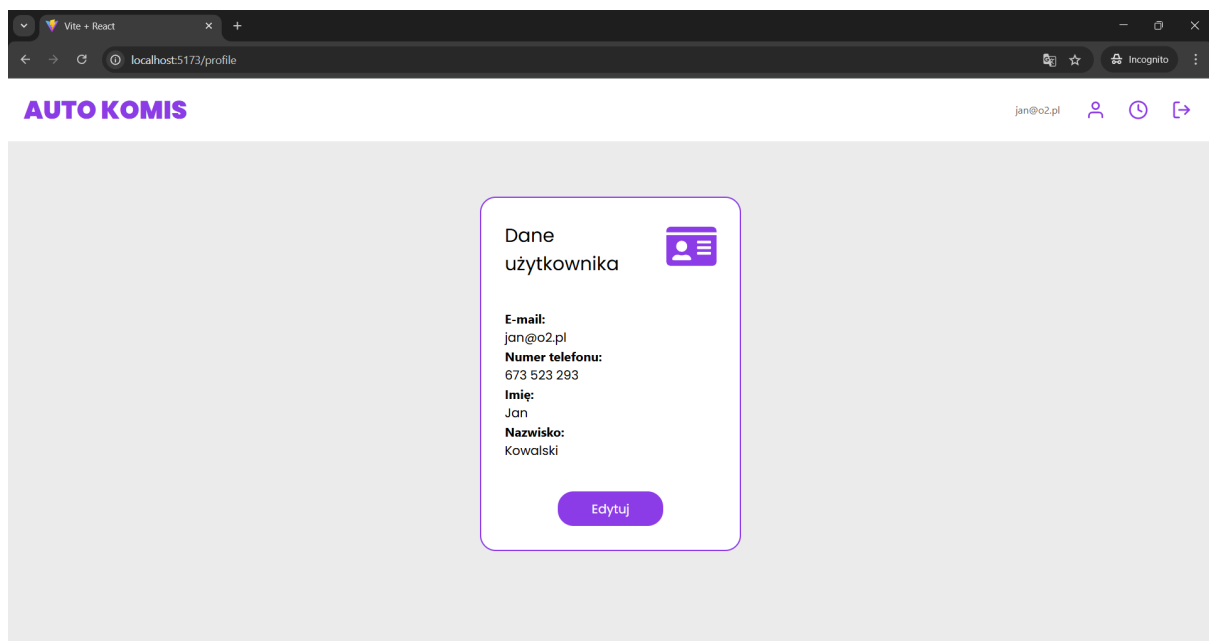 Vite + React
localhost:5173/profile
Incognito
AUTO KOMIS
jan@o2.pl
Dane
użytkownika
E-mail:
jan@o2.pl
Numer telefonu:
673 523 293
Imię:
Jan
Nazwisko:
Kowalski
Edytuj